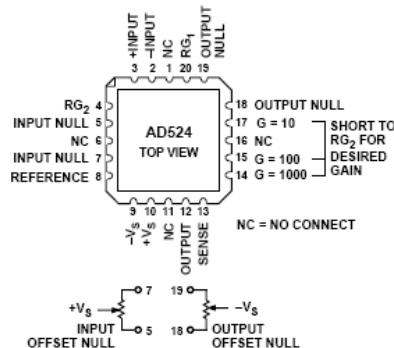 +INPUT
–INPUT
NC
RG1
OUTPUT
NULL
3 2 1 20 19
RG2 4
INPUT NULL 5
NC 6
INPUT NULL 7
REFERENCE 8
AD524
TOP VIEW
18 OUTPUT NULL
17 G = 10
16 NC
15 G = 100
14 G = 1000
SHORT TO
RG2 FOR
DESIRED
GAIN
9 10 11 12 13
–VS
+VS
NC
OUTPUT
SENSE
NC = NO CONNECT
7
+VS
5
INPUT
OFFSET NULL
19
–VS
18
OUTPUT
OFFSET NULL